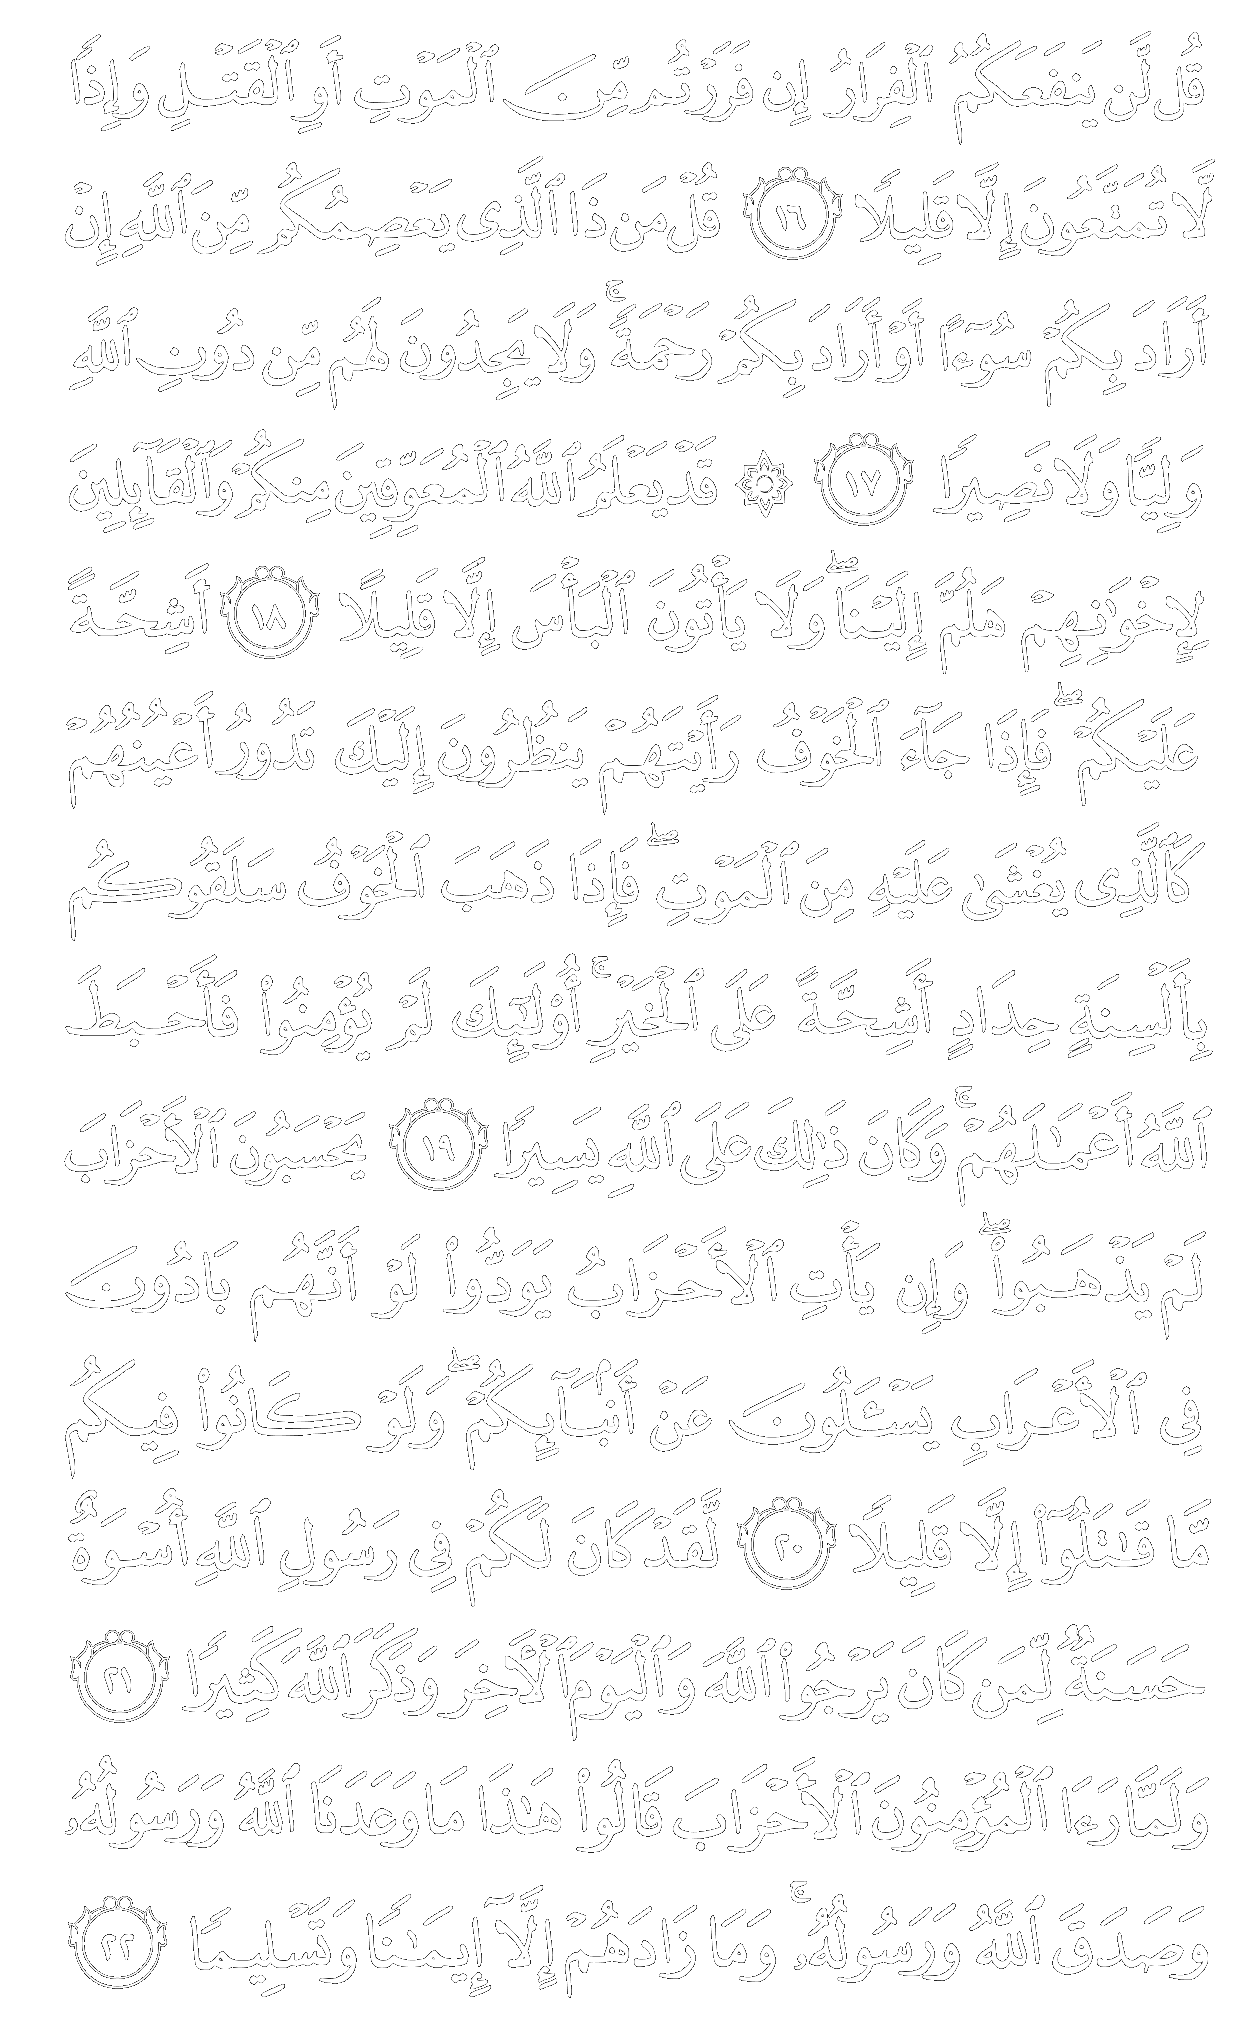 قُل لَّن يَنفَعَكُمُ ٱلْفِرَارُ إِن فَرَرْتُم مِّنَ ٱلْمَوْتِ أَوِ ٱلْقَتْلِ وَإِذًا
لَّا تُمَتَّعُونَ إِلَّا قَلِيلًا ١٦ قُلْ مَن ذَا ٱلَّذِى يَعْصِمُكُم مِّنَ ٱللَّهِ إِنْ
أَرَادَ بِكُمْ سُوٓءًا أَوْ أَرَادَ بِكُمْ رَحْمَةً ۚ وَلَا يَجِدُونَ لَهُم مِّن دُونِ ٱللَّهِ
وَلِيًّا وَلَا نَصِيرًا ١٧ ۞ قَدْ يَعْلَمُ ٱللَّهُ ٱلْمُعَوِّقِينَ مِنكُمْ وَٱلْقَآئِلِينَ
لِإِخْوَٰنِهِمْ هَلُمَّ إِلَيْنَا ۖ وَلَا يَأْتُونَ ٱلْبَأْسَ إِلَّا قَلِيلًا ١٨ أَشِحَّةً
عَلَيْكُمْ ۖ فَإِذَا جَآءَ ٱلْخَوْفُ رَأَيْتَهُمْ يَنظُرُونَ إِلَيْكَ تَدُورُ أَعْيُنُهُمْ
كَٱلَّذِى يُغْشَىٰ عَلَيْهِ مِنَ ٱلْمَوْتِ ۖ فَإِذَا ذَهَبَ ٱلْخَوْفُ سَلَقُوكُم
بِأَلْسِنَةٍ حِدَادٍ أَشِحَّةً عَلَى ٱلْخَيْرِ ۚ أُو۟لَٰٓئِكَ لَمْ يُؤْمِنُوا۟ فَأَحْبَطَ
ٱللَّهُ أَعْمَٰلَهُمْ ۚ وَكَانَ ذَٰلِكَ عَلَى ٱللَّهِ يَسِيرًا ١٩ يَحْسَبُونَ ٱلْأَحْزَابَ
لَمْ يَذْهَبُوا۟ ۖ وَإِن يَأْتِ ٱلْأَحْزَابُ يَوَدُّوا۟ لَوْ أَنَّهُم بَادُونَ
فِى ٱلْأَعْرَابِ يَسْـَٔلُونَ عَنْ أَنۢبَآئِكُمْ ۖ وَلَوْ كَانُوا۟ فِيكُم
مَّا قَٰتَلُوٓا۟ إِلَّا قَلِيلًا ٢٠ لَّقَدْ كَانَ لَكُمْ فِى رَسُولِ ٱللَّهِ أُسْوَةٌ
حَسَنَةٌ لِّمَن كَانَ يَرْجُوا۟ ٱللَّهَ وَٱلْيَوْمَ ٱلْأَخِرَ وَذَكَرَ ٱللَّهَ كَثِيرًا ٢١
وَلَمَّا رَءَا ٱلْمُؤْمِنُونَ ٱلْأَحْزَابَ قَالُوا۟ هَٰذَا مَا وَعَدَنَا ٱللَّهُ وَرَسُولُهُۥ
وَصَدَقَ ٱللَّهُ وَرَسُولُهُۥ ۚ وَمَا زَادَهُمْ إِلَّآ إِيمَٰنًا وَتَسْلِيمًا ٢٢